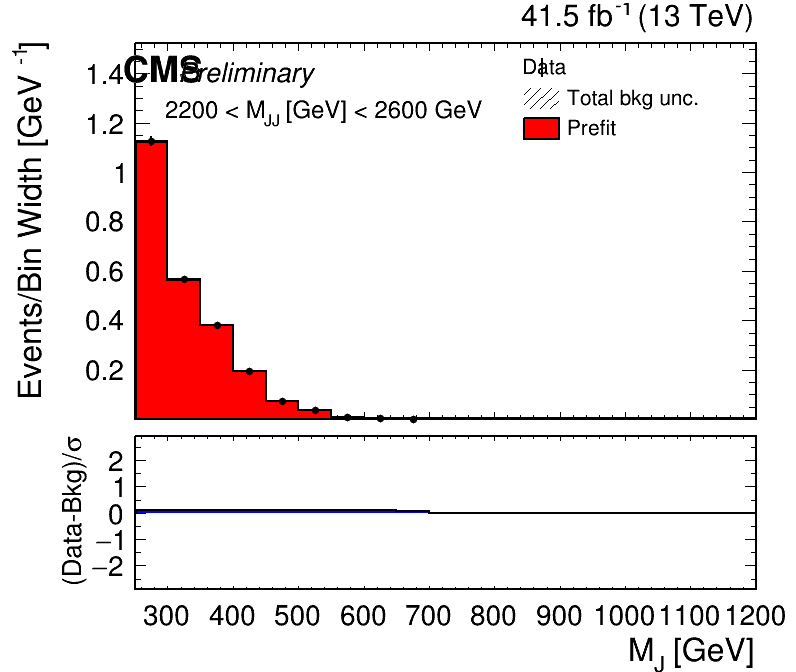 41.5 fb⁻¹ (13 TeV)
CMS Preliminary
2200 < M_JJ [GeV] < 2600 GeV
Data
Total bkg unc.
Prefit
Events/Bin Width [GeV⁻¹]
1.4
1.2
1
0.8
0.6
0.4
0.2
(Data-Bkg)/σ
2
1
0
−1
−2
300 400 500 600 700 800 900 1000 1100 1200
M_J [GeV]